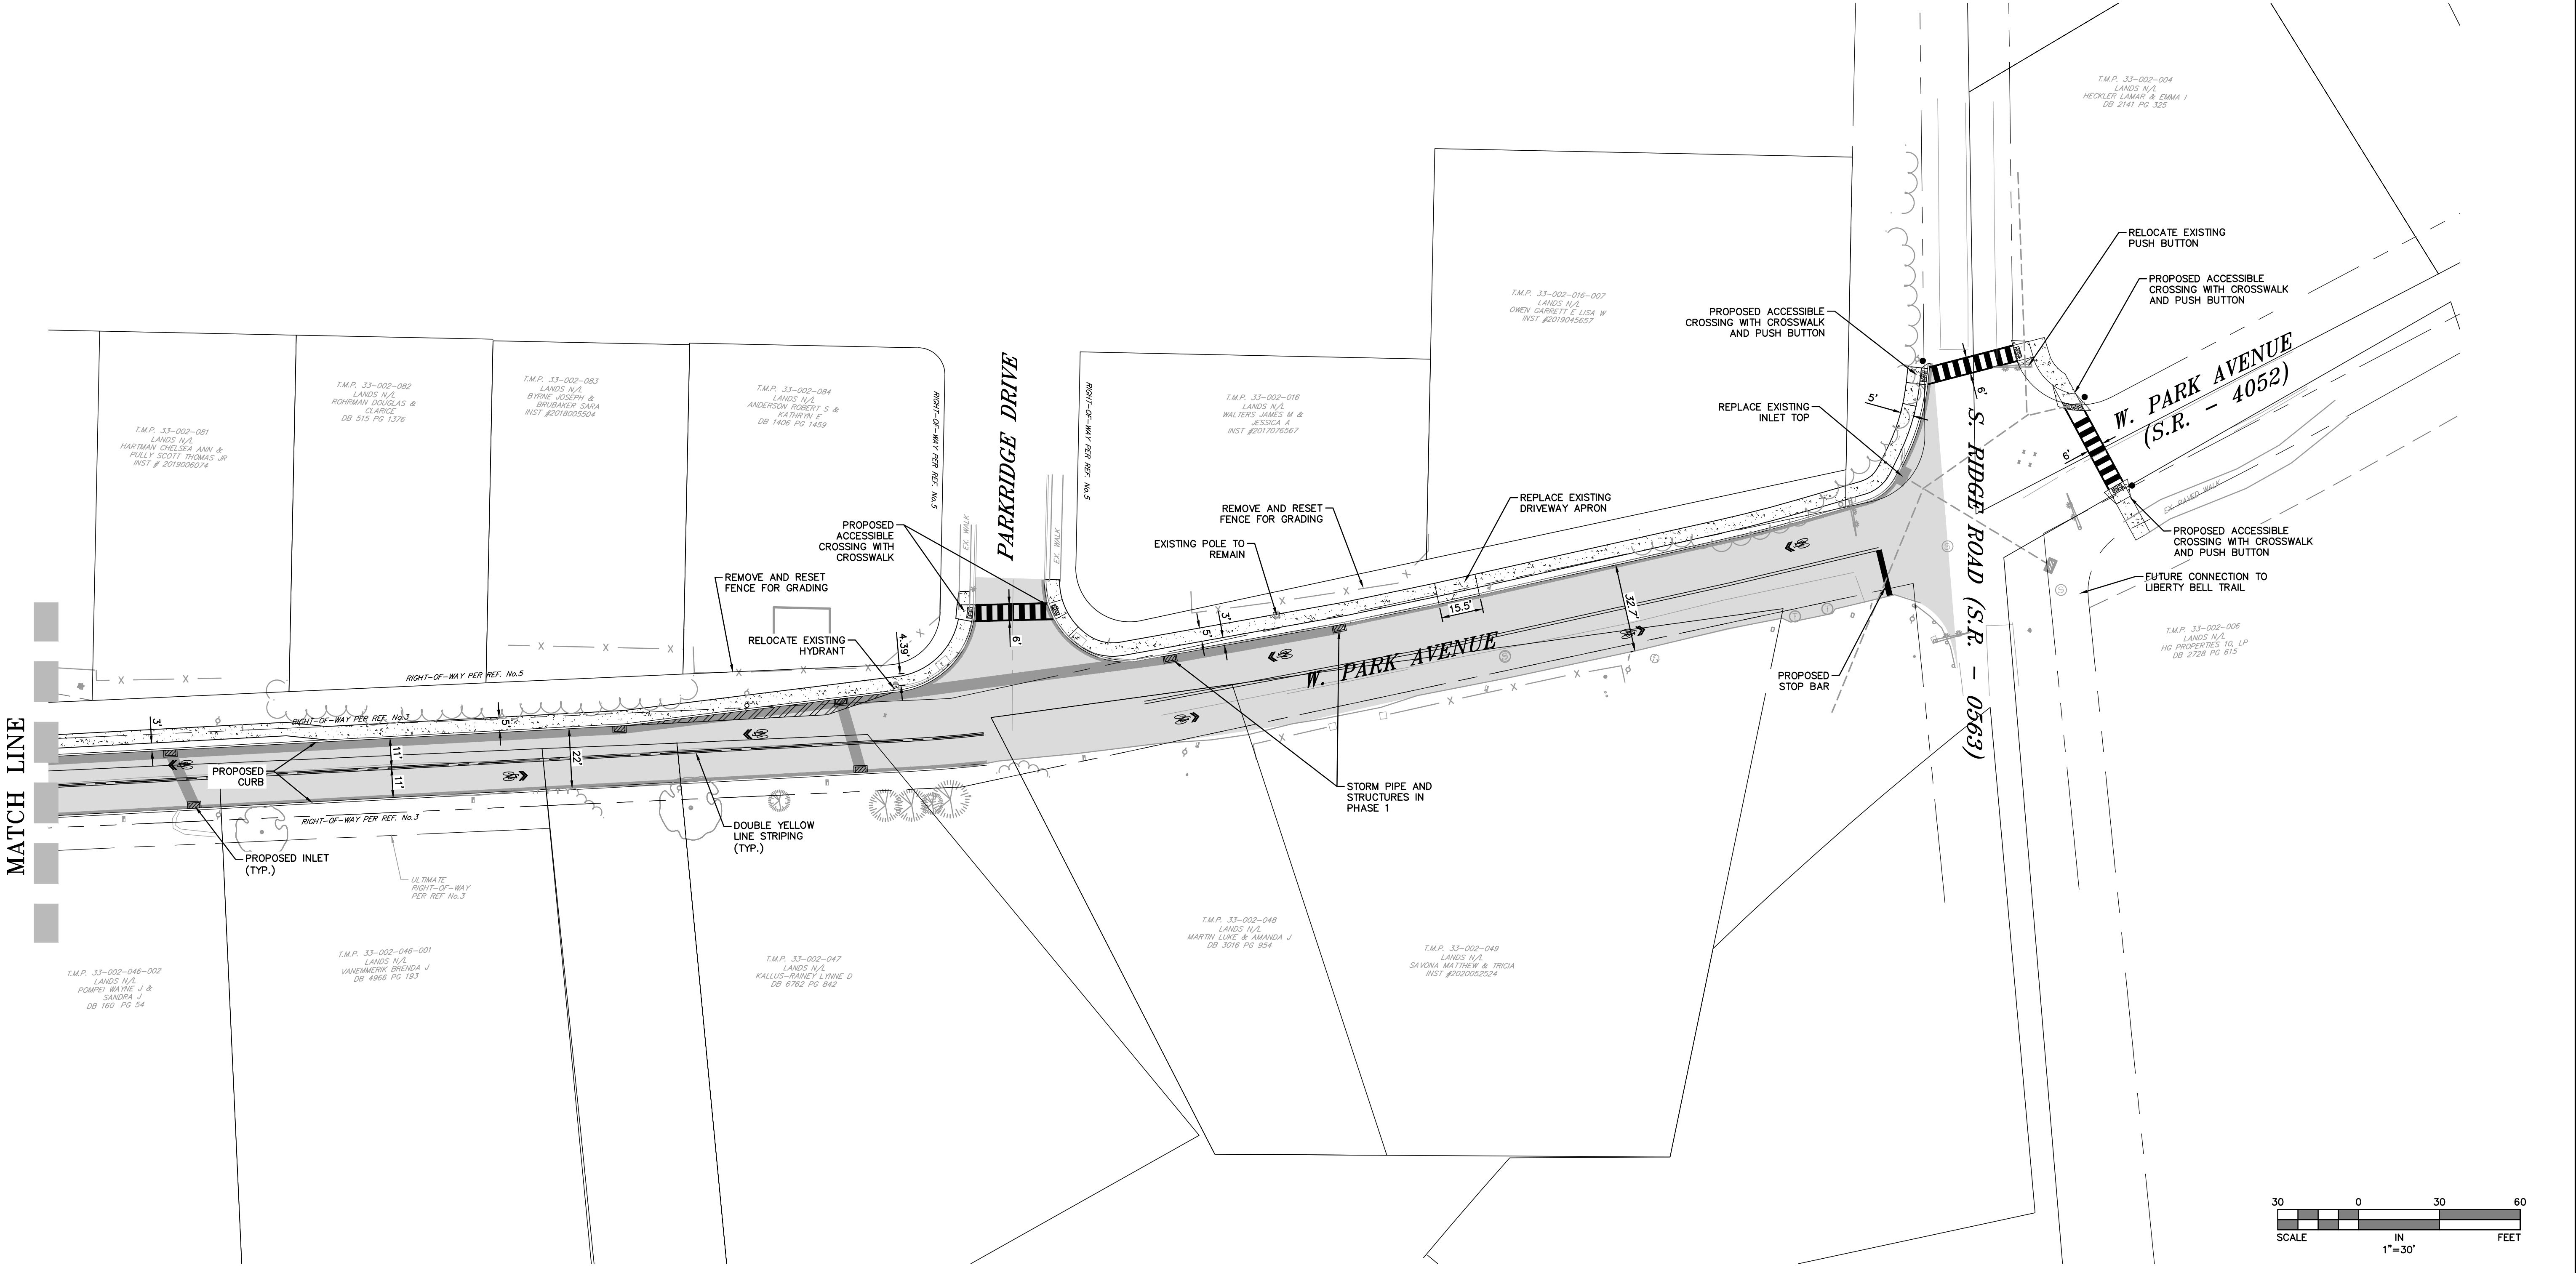 T.M.P. 33-002-004
LANDS N/L
HECKLER LAMAR & EMMA I
DB 2141 PG 325
RELOCATE EXISTING
PUSH BUTTON
PROPOSED ACCESSIBLE
CROSSING WITH CROSSWALK
AND PUSH BUTTON
T.M.P. 33-002-016-007
LANDS N/L
OWEN GARRETT E LISA W
INST #2019045657
PROPOSED ACCESSIBLE
CROSSING WITH CROSSWALK
AND PUSH BUTTON
W. PARK AVENUE
(S.R. - 4052)
6'
6'
5'
REPLACE EXISTING
INLET TOP
S. RIDGE ROAD (S.R. - 0563)
EX. PAVED WALK
PROPOSED ACCESSIBLE
CROSSING WITH CROSSWALK
AND PUSH BUTTON
FUTURE CONNECTION TO
LIBERTY BELL TRAIL
T.M.P. 33-002-006
LANDS N/L
HG PROPERTIES 10, LP
DB 2728 PG 615
T.M.P. 33-002-081
LANDS N/L
HARTMAN CHELSEA ANN &
PULLY SCOTT THOMAS JR
INST # 2019006074
T.M.P. 33-002-082
LANDS N/L
ROHRMAN DOUGLAS &
CLARICE
DB 515 PG 1376
T.M.P. 33-002-083
LANDS N/L
BYRNE JOSEPH &
BRUBAKER SARA
INST #2018005504
T.M.P. 33-002-084
LANDS N/L
ANDERSON ROBERT S &
KATHRYN E
DB 1406 PG 1459
RIGHT-OF-WAY PER REF. No.5
PARKRIDGE DRIVE
RIGHT-OF-WAY PER REF. No.5
T.M.P. 33-002-016
LANDS N/L
WALTERS JAMES M &
JESSICA A
INST #2017076567
EX. WALK
EX. WALK
PROPOSED
ACCESSIBLE
CROSSING WITH
CROSSWALK
REMOVE AND RESET
FENCE FOR GRADING
EXISTING POLE TO
REMAIN
REPLACE EXISTING
DRIVEWAY APRON
REMOVE AND RESET
FENCE FOR GRADING
RELOCATE EXISTING
HYDRANT
4.39'
6'
5'
3'
15.5'
32.7'
W. PARK AVENUE
PROPOSED
STOP BAR
RIGHT-OF-WAY PER REF. No.5
RIGHT-OF-WAY PER REF. No.3
3'
5'
11'
11'
22'
PROPOSED
CURB
MATCH LINE
RIGHT-OF-WAY PER REF. No.3
PROPOSED INLET
(TYP.)
DOUBLE YELLOW
LINE STRIPING
(TYP.)
STORM PIPE AND
STRUCTURES IN
PHASE 1
ULTIMATE
RIGHT-OF-WAY
PER REF No.3
T.M.P. 33-002-046-002
LANDS N/L
POMPEI WAYNE J &
SANDRA J
DB 160 PG 54
T.M.P. 33-002-046-001
LANDS N/L
VANEMMERIK BRENDA J
DB 4966 PG 193
T.M.P. 33-002-047
LANDS N/L
KALLUS-RAINEY LYNNE D
DB 6762 PG 842
T.M.P. 33-002-048
LANDS N/L
MARTIN LUKE & AMANDA J
DB 3016 PG 954
T.M.P. 33-002-049
LANDS N/L
SAVONA MATTHEW & TRICIA
INST #2020052524
30 0 30 60
SCALE IN FEET
1"=30'